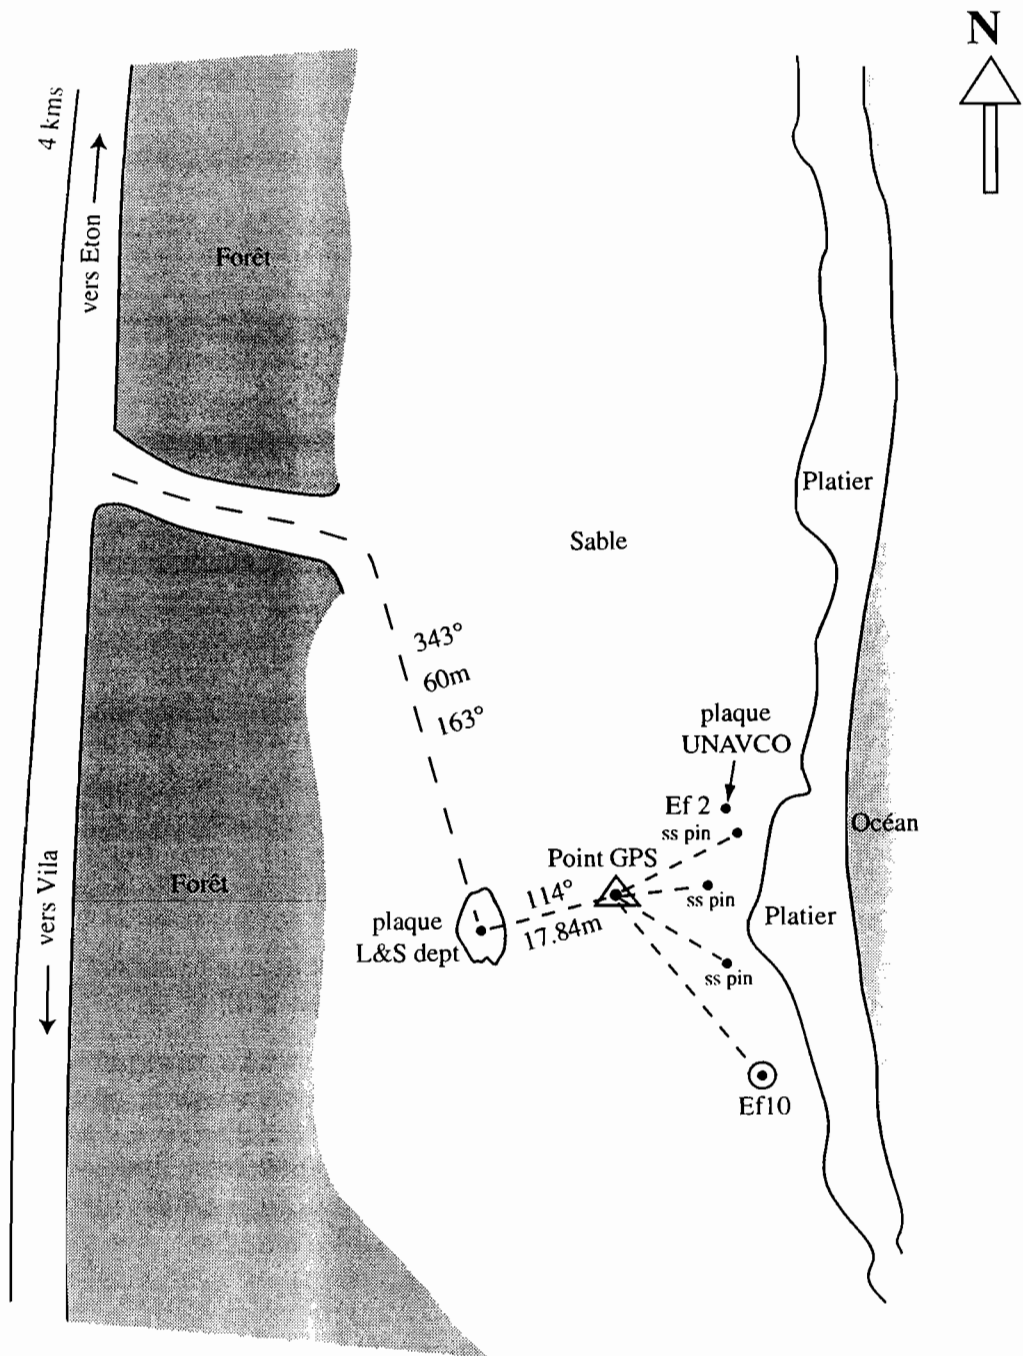 N
4 kms
vers Eton
Forêt
Platier
Sable
343°
60m
163°
plaque
UNAVCO
Ef 2
ss pin
Océan
Point GPS
vers Vila
Forêt
114°
17.84m
ss pin
plaque
L&S dept
Platier
ss pin
Ef10